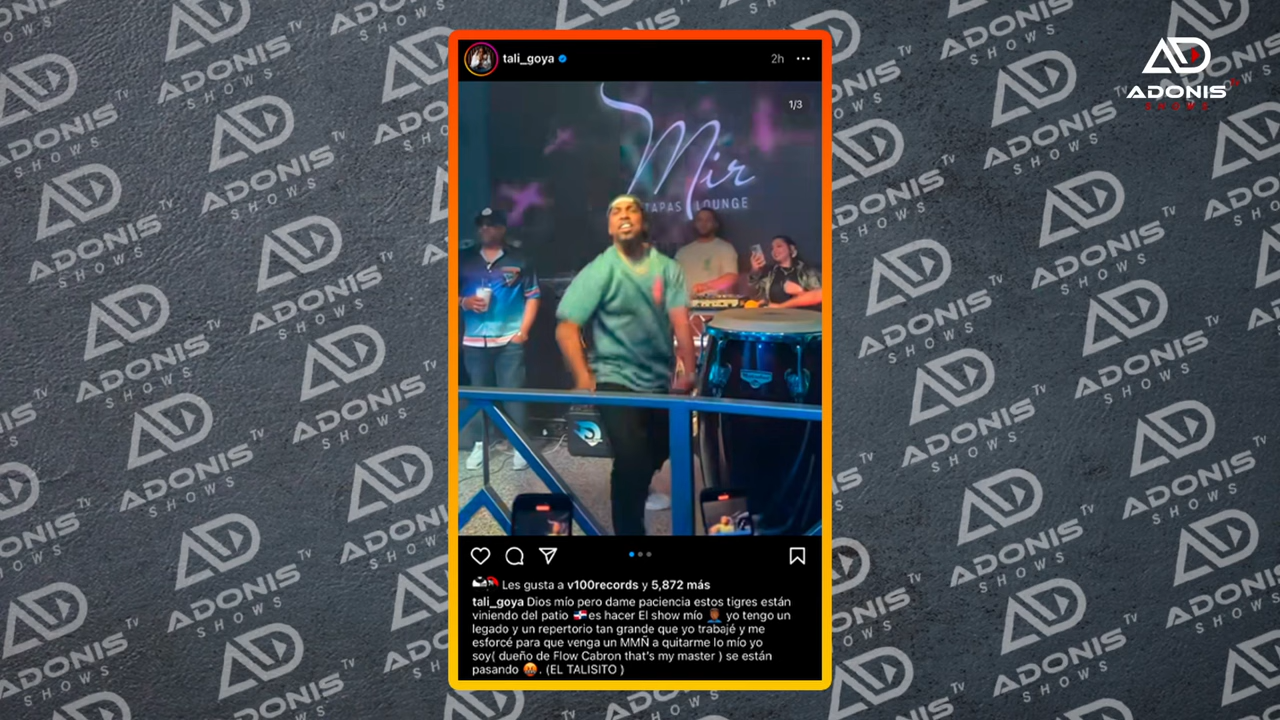 tali_goya
2h
1/3
Mir
TAPAS LOUNGE
Les gusta a v100records y 5,872 más
tali_goya Dios mío pero dame paciencia estos tigres están
viniendo del patio 🇩🇴es hacer El show mío 🤦🏾‍♂️ yo tengo un
legado y un repertorio tan grande que yo trabajé y me
esforcé para que venga un MMÑ a quitarme lo mío yo
soy( dueño de Flow Cabron that's my master ) se están
pasando 🤬. (EL TALISITO )
ADONIS TV
SHOWS